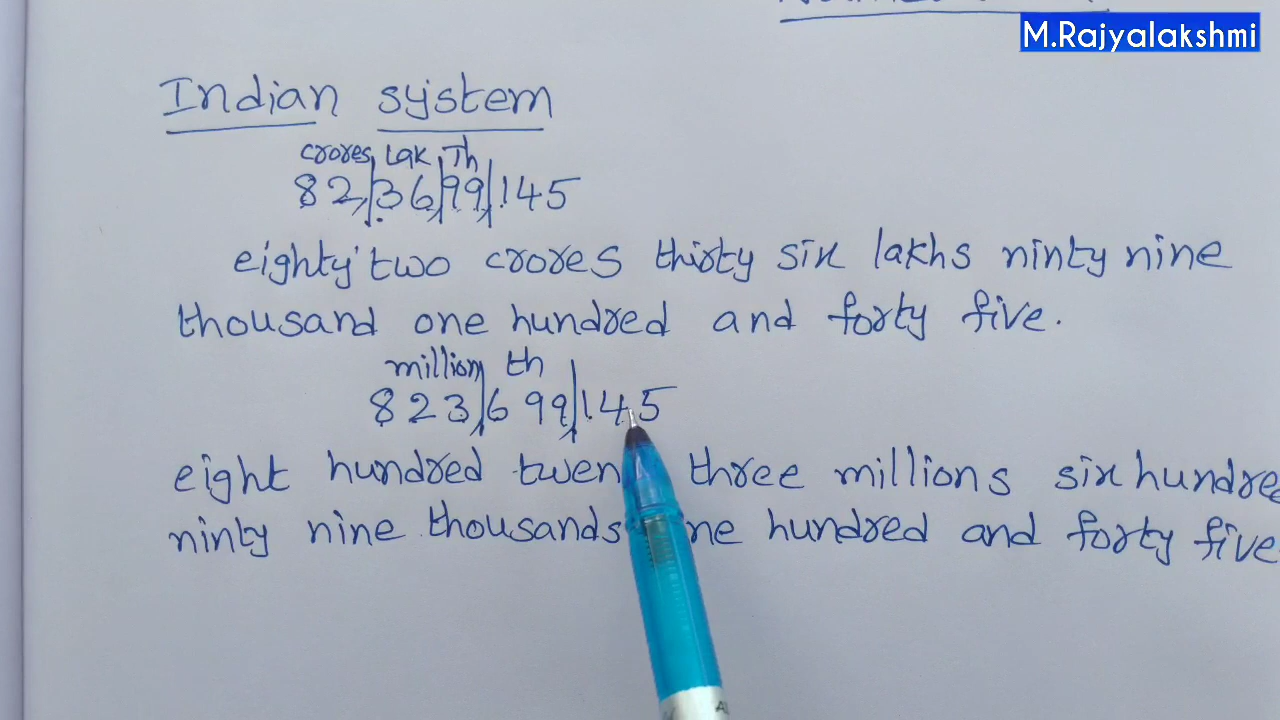 M.Rajyalakshmi
Indian system
crores Lak Th
82,36,99,145
eighty two crores thirty six lakhs ninty nine
thousand one hundred and forty five.
million th
823,699,145
eight hundred three millions six hundre
ninty nine thousands hundred and forty five